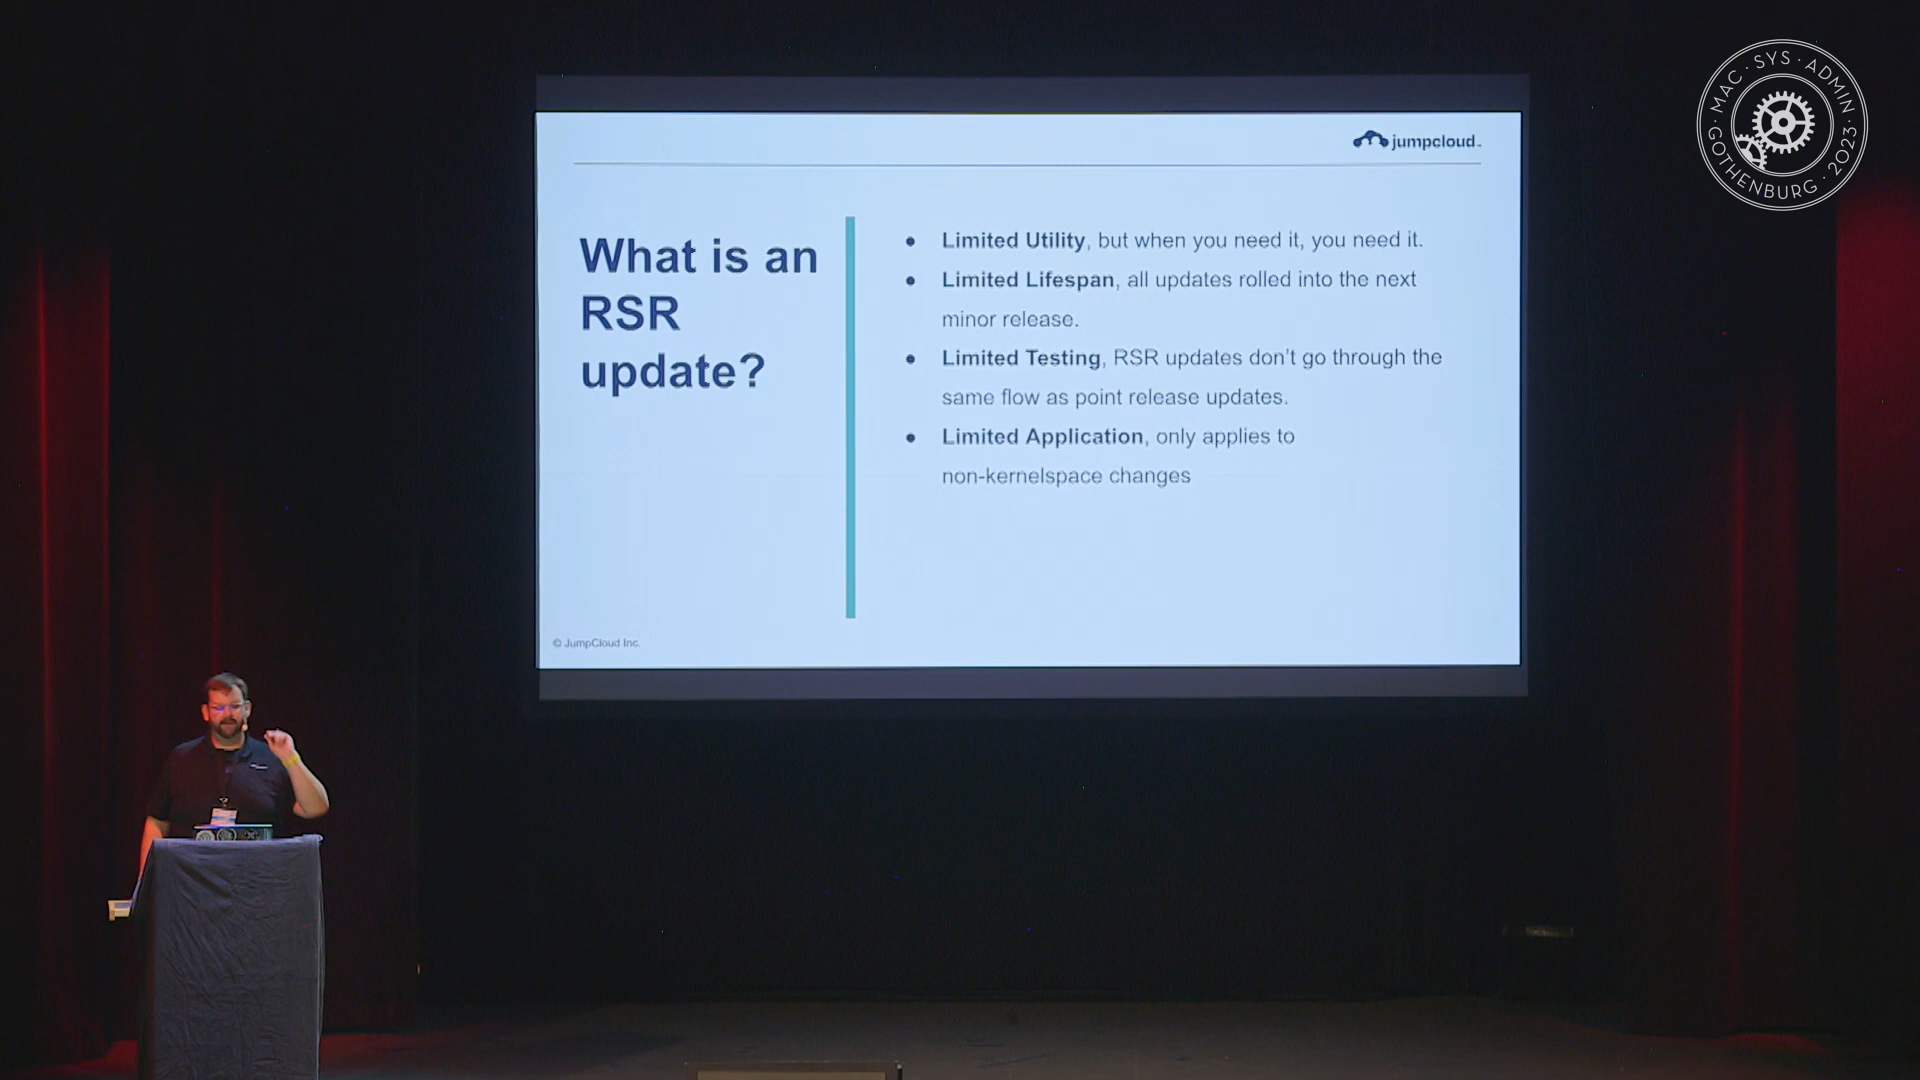 jumpcloud
What is an
RSR
update?
● Limited Utility, but when you need it, you need it.
● Limited Lifespan, all updates rolled into the next
minor release.
● Limited Testing, RSR updates don't go through the
same flow as point release updates.
● Limited Application, only applies to
non-kernelspace changes
© JumpCloud Inc.
MAC · SYS · ADMIN · GOTHENBURG · 2023 ·